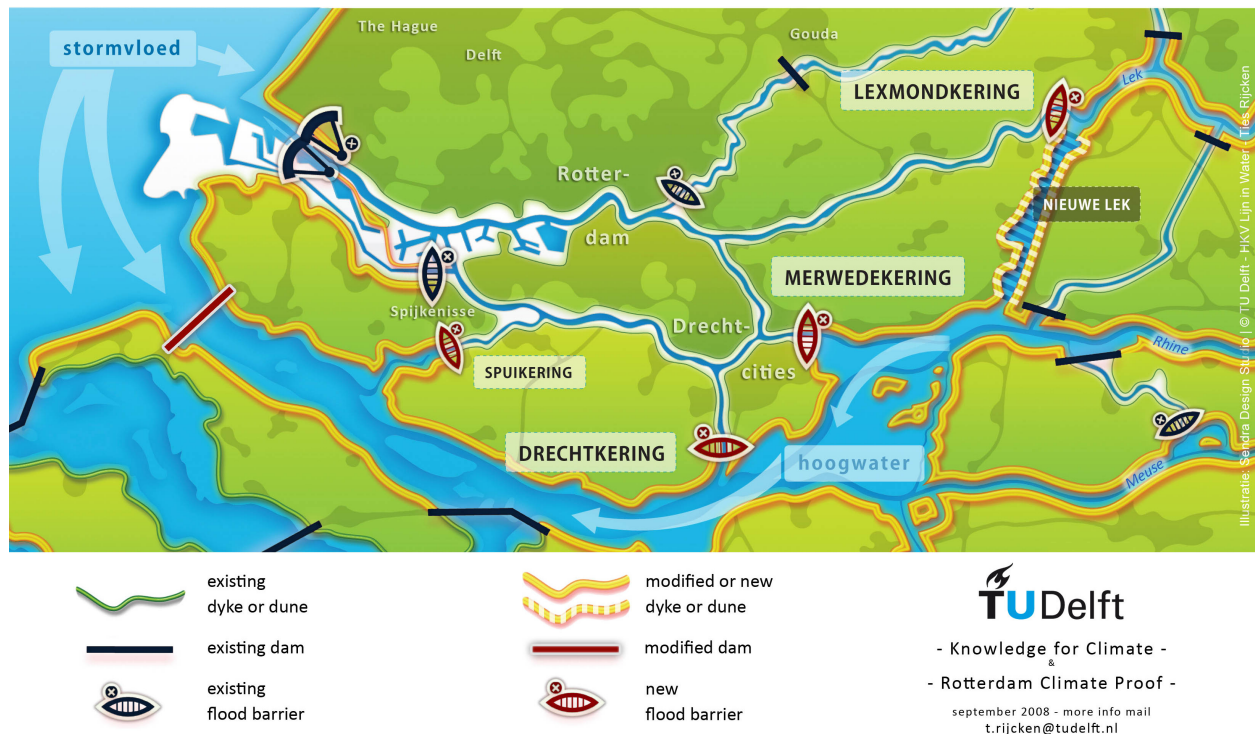 stormvloed
The Hague
Delft
Gouda
LEXMONDKERING
Lek
Rotter-
dam
NIEUWE LEK
MERWEDEKERING
Spijkenisse
Drecht-
cities
SPUIKERING
Rhine
DRECHTKERING
hoogwater
Meuse
Illustratie: Sendra Design Studio | © TU Delft - HKV Lijn in Water | Ties Rijcken
existing
dyke or dune
existing dam
existing
flood barrier
modified or new
dyke or dune
modified dam
new
flood barrier
TU Delft
- Knowledge for Climate -
&
- Rotterdam Climate Proof -
september 2008 - more info mail
t.rijcken@tudelft.nl